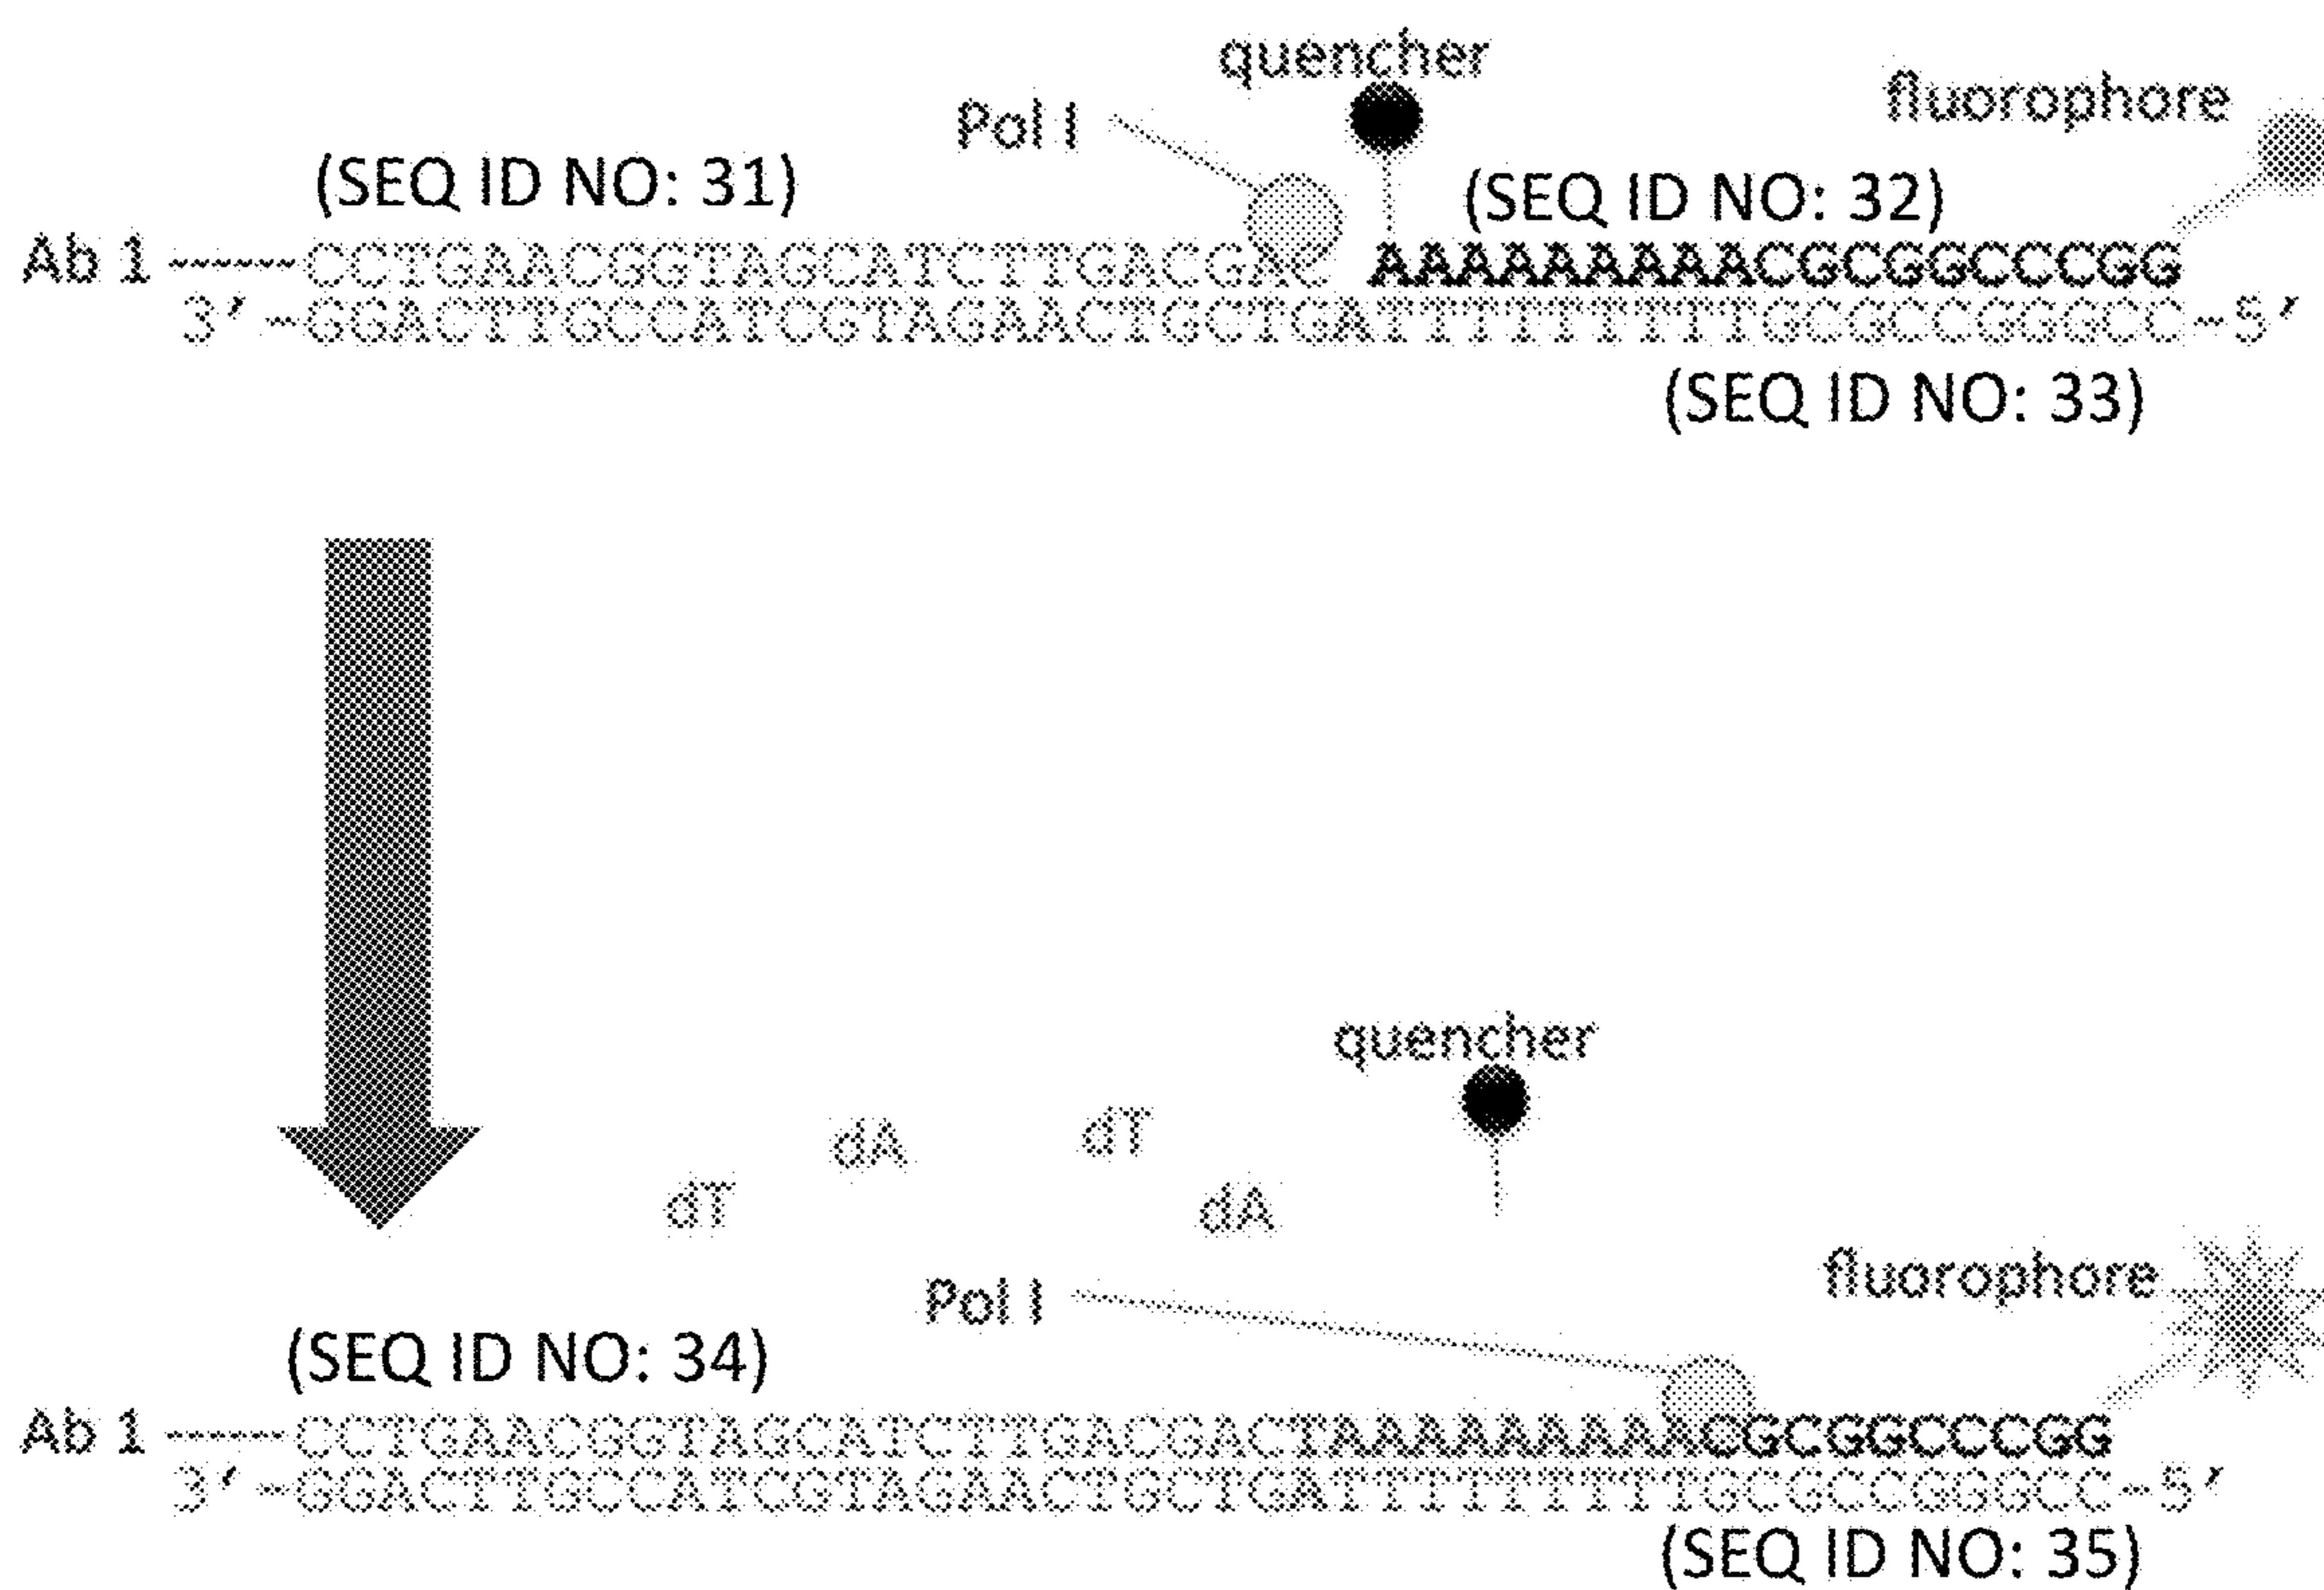 quencher
fluorophore
Pol I
(SEQ ID NO: 31)
(SEQ ID NO: 32)
Ab 1 CCTGAACGGTAGCATCTTGACGAC AAAAAAAAACGCGGCCCGG
3' -GGACTTGCCATCGTAGAACTGCTGATTTTTTTTTGCGCCGGGCC-5'
(SEQ ID NO: 33)
quencher
dT dA dT dA
fluorophore
Pol I
(SEQ ID NO: 34)
Ab 1 CCTGAACGGTAGCATCTTGACGACTAAAAAAAAACGCGGCCCGG
3' -GGACTTGCCATCGTAGAACTGCTGATTTTTTTTTGCGCCGGGCC-5'
(SEQ ID NO: 35)